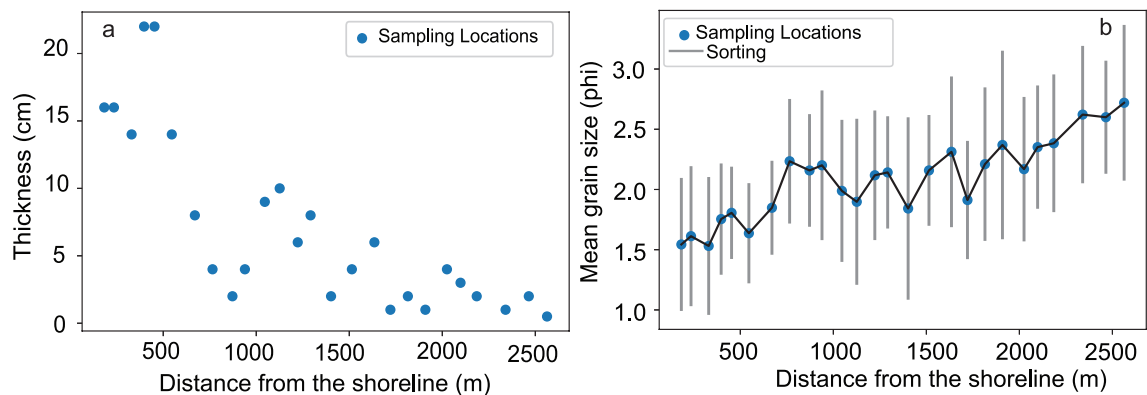 a
Sampling Locations
Thickness (cm)
20
15
10
5
0
500
1000
1500
2000
2500
Distance from the shoreline (m)
Sampling Locations
Sorting
b
Mean grain size (phi)
3.0
2.5
2.0
1.5
1.0
500
1000
1500
2000
2500
Distance from the shoreline (m)